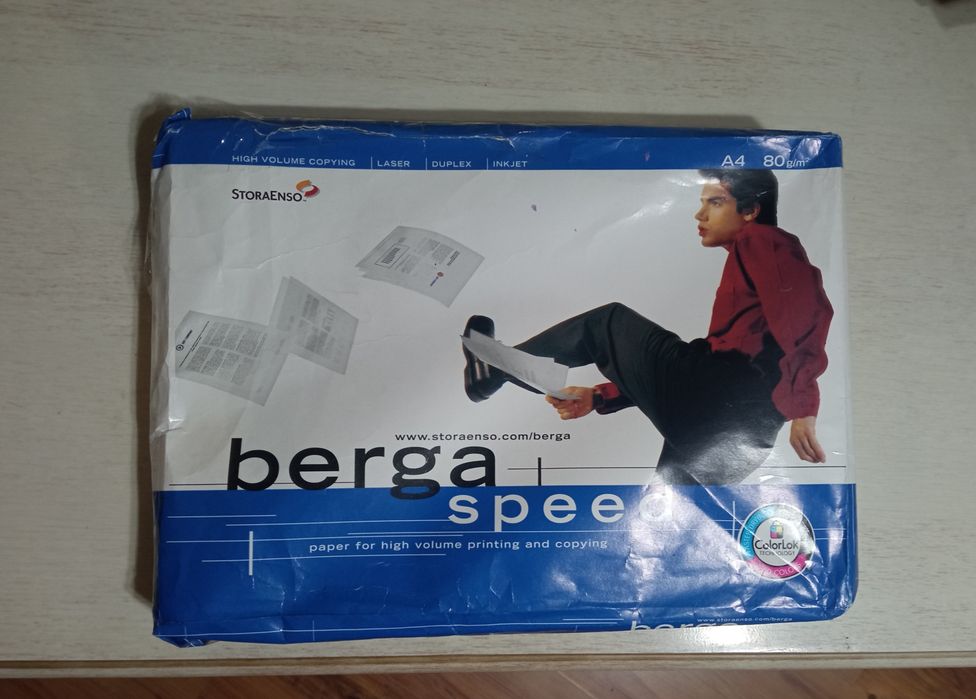 HIGH VOLUME COPYING | LASER | DUPLEX | INKJET
A4 80g/m²
STORAENSO
www.storaenso.com/berga
berga
speed
paper for high volume printing and copying
ColorLok
TECHNOLOGY
www.storaenso.com/berga
berga